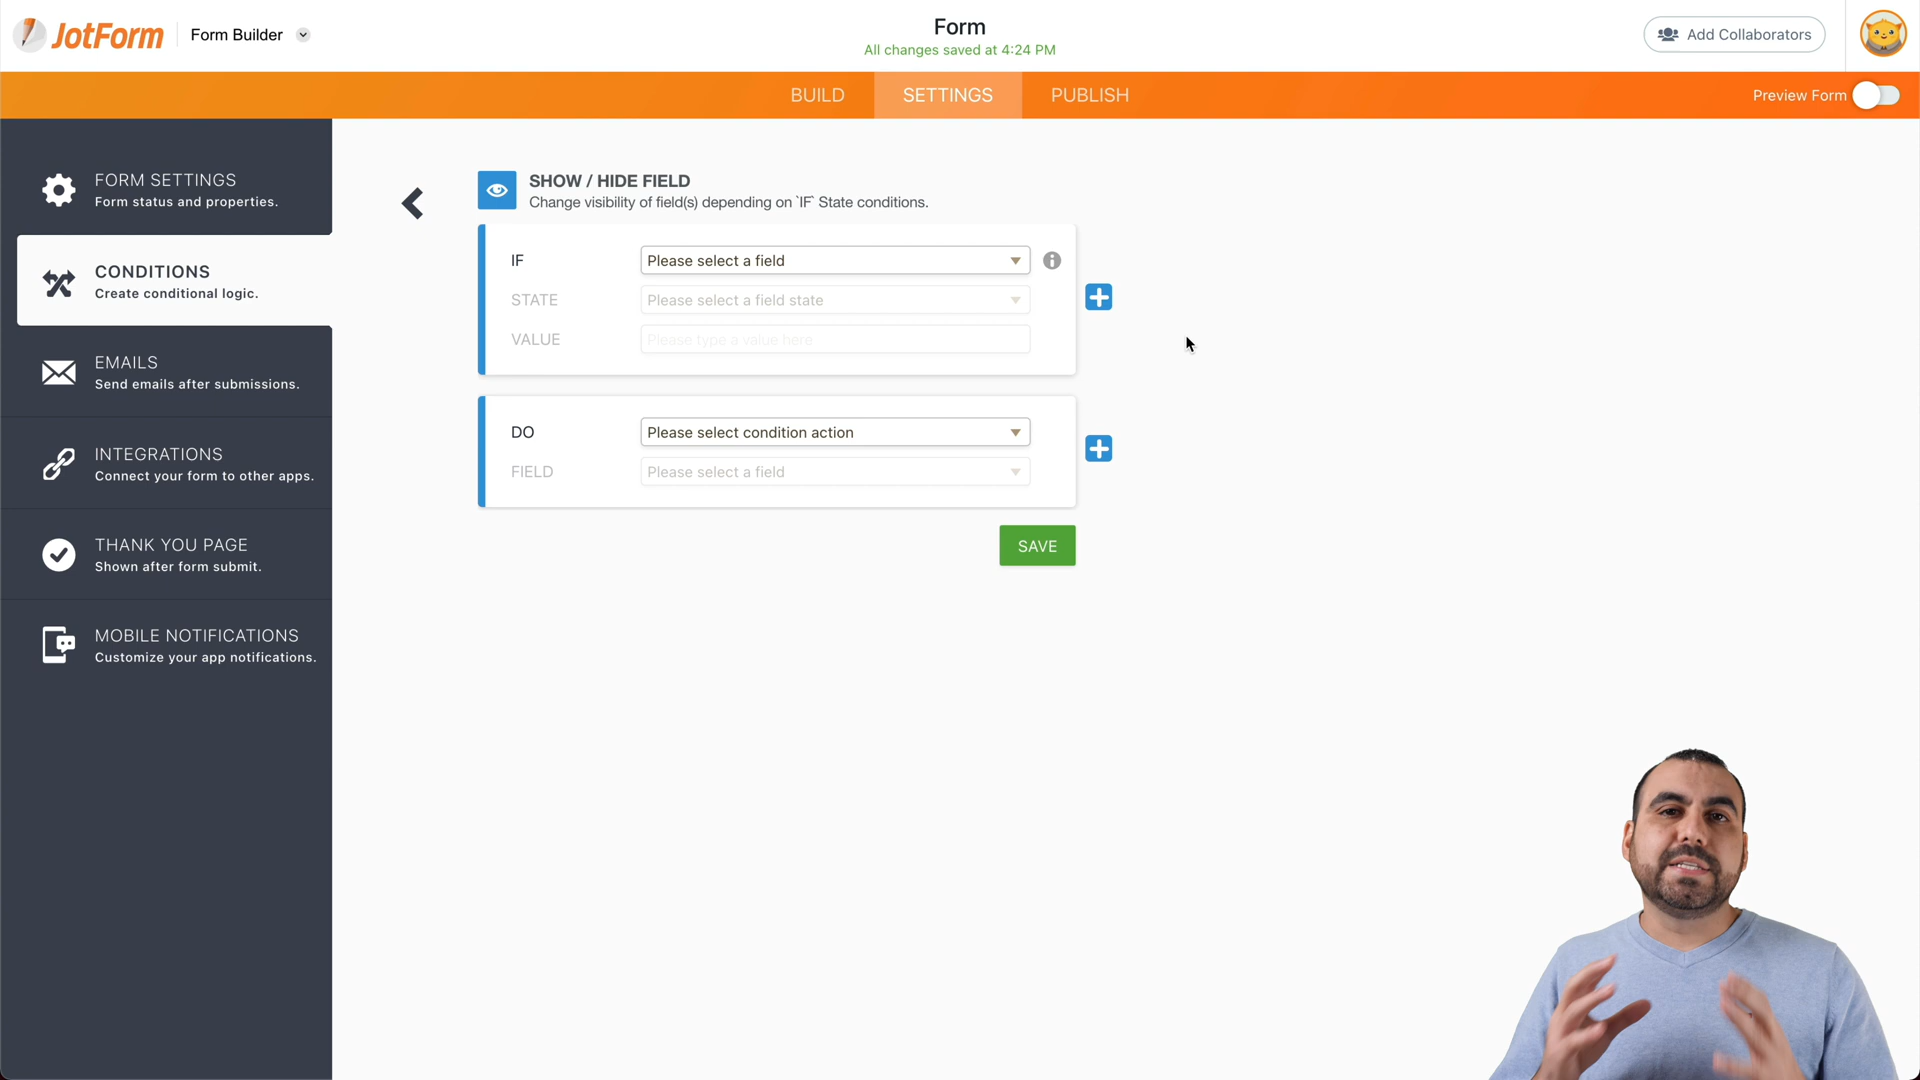 JotForm
Form Builder
Form
All changes saved at 4:24 PM
Add Collaborators
BUILD
SETTINGS
PUBLISH
Preview Form
FORM SETTINGS
Form status and properties.
CONDITIONS
Create conditional logic.
EMAILS
Send emails after submissions.
INTEGRATIONS
Connect your form to other apps.
THANK YOU PAGE
Shown after form submit.
MOBILE NOTIFICATIONS
Customize your app notifications.
SHOW / HIDE FIELD
Change visibility of field(s) depending on `IF` State conditions.
IF Please select a field
STATE Please select a field state
VALUE Please type a value here
DO Please select condition action
FIELD Please select a field
SAVE